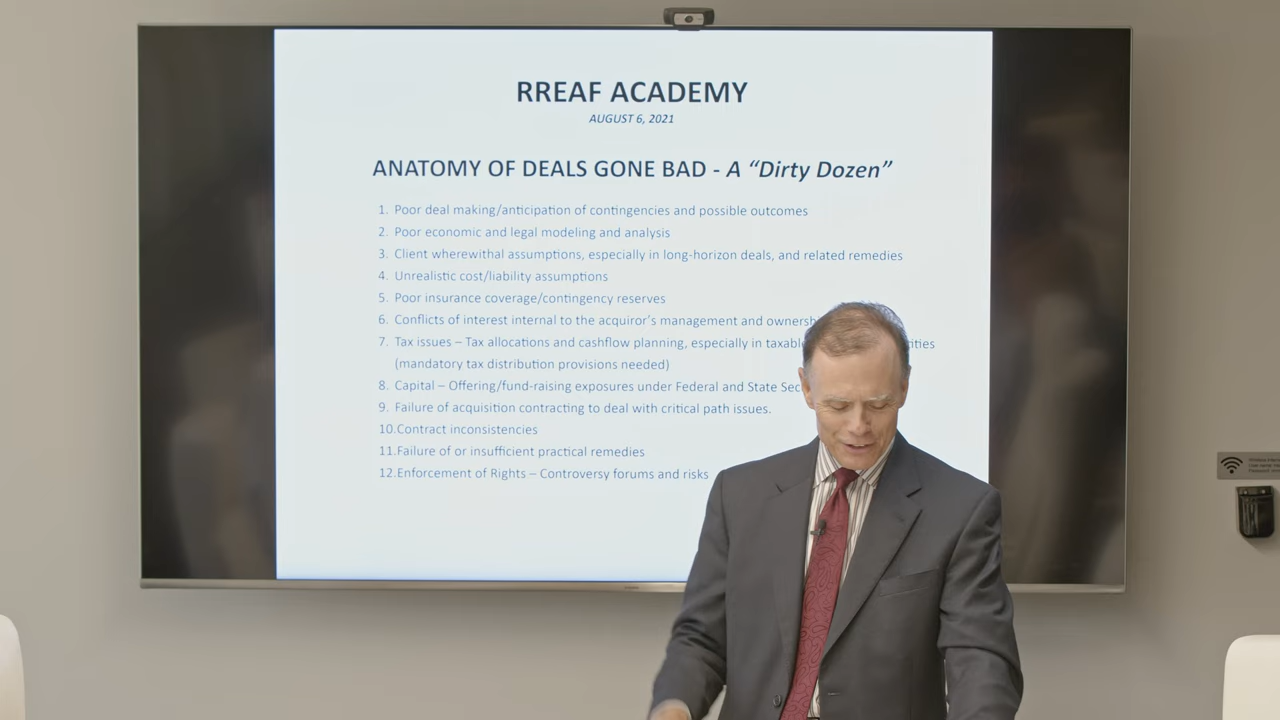 RREAF ACADEMY
AUGUST 6, 2021
ANATOMY OF DEALS GONE BAD - A “Dirty Dozen”
1. Poor deal making/anticipation of contingencies and possible outcomes
2. Poor economic and legal modeling and analysis
3. Client wherewithal assumptions, especially in long-horizon deals, and related remedies
4. Unrealistic cost/liability assumptions
5. Poor insurance coverage/contingency reserves
6. Conflicts of interest internal to the acquiror’s management and
7. Tax issues – Tax allocations and cashflow planning, especially in
(mandatory tax distribution provisions needed)
8. Capital – Offering/fund-raising exposures under Federal and State
9. Failure of acquisition contracting to deal with critical path issues.
10.Contract inconsistencies
11.Failure of or insufficient practical remedies
12.Enforcement of Rights – Controversy forums and risks